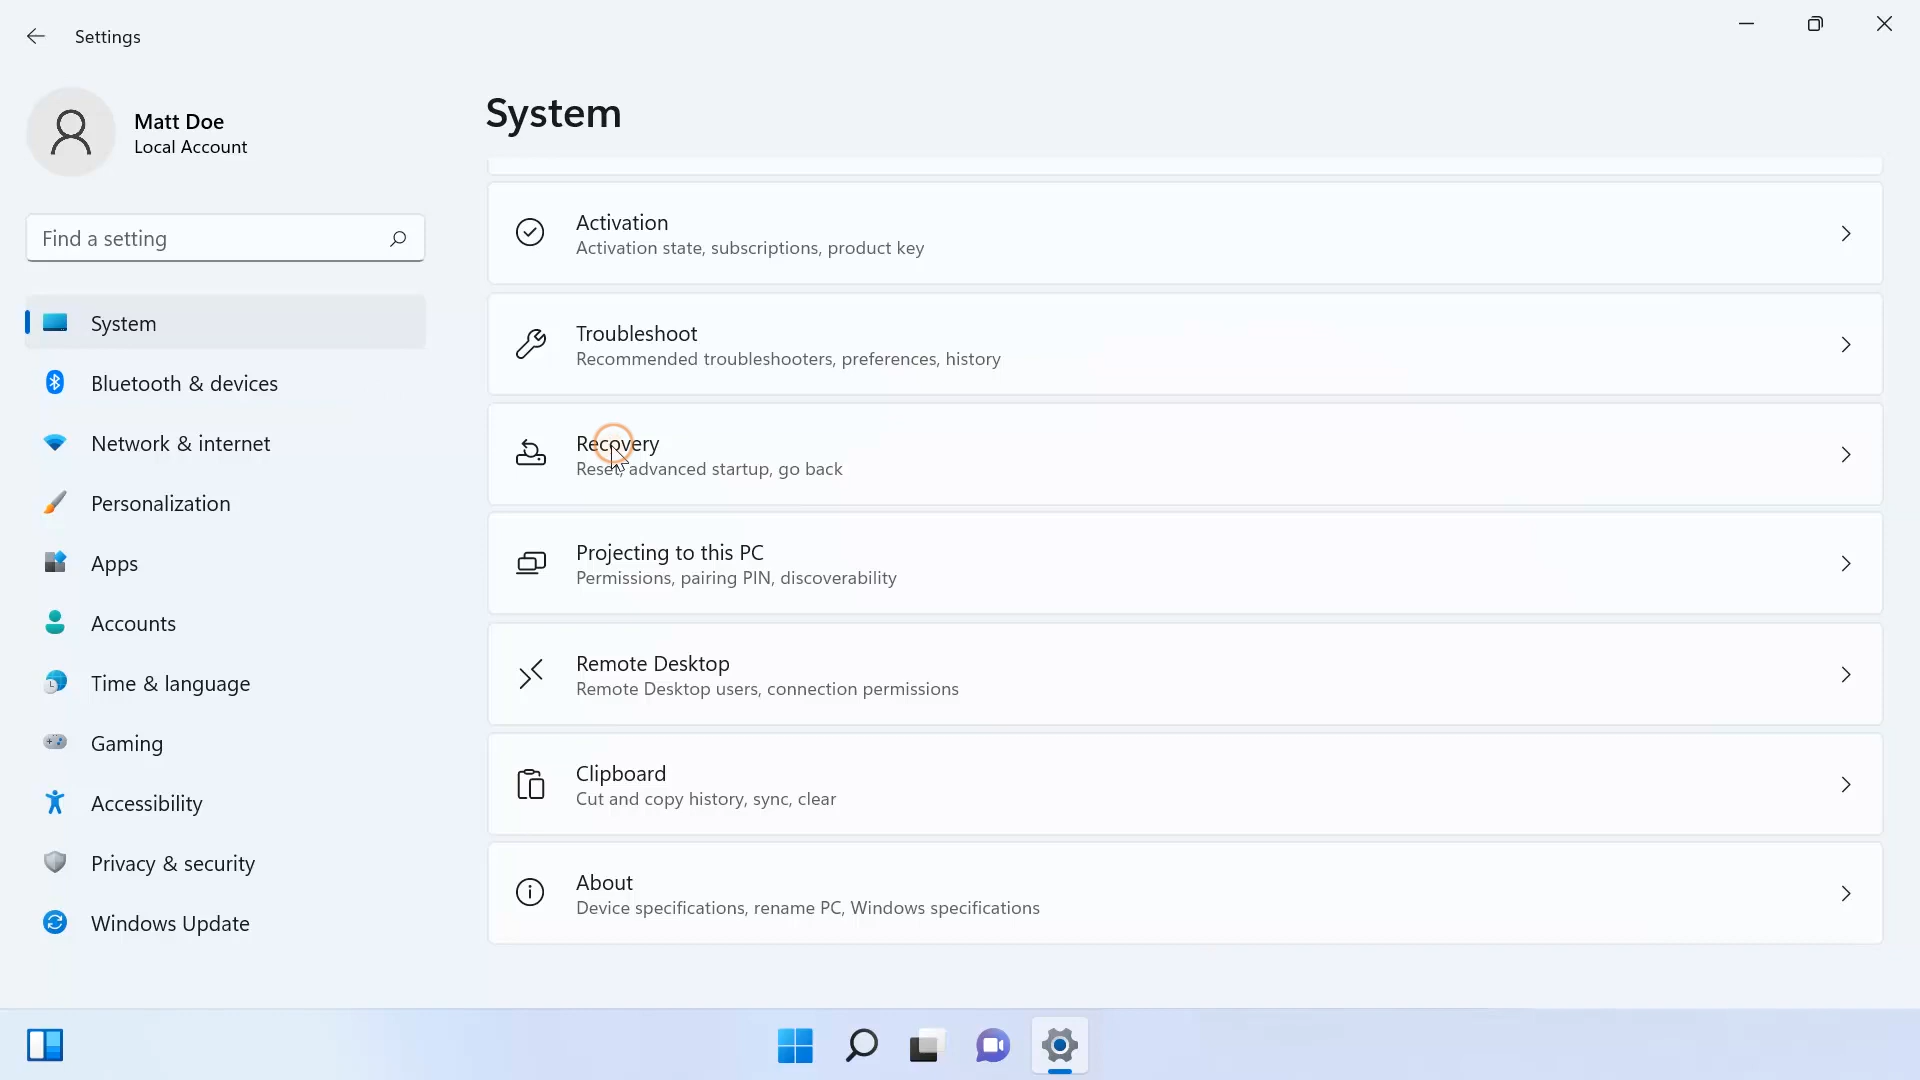 Settings
Matt Doe
Local Account
Find a setting
System
Bluetooth & devices
Network & internet
Personalization
Apps
Accounts
Time & language
Gaming
Accessibility
Privacy & security
Windows Update
System
Activation
Activation state, subscriptions, product key
Troubleshoot
Recommended troubleshooters, preferences, history
Recovery
Reset, advanced startup, go back
Projecting to this PC
Permissions, pairing PIN, discoverability
Remote Desktop
Remote Desktop users, connection permissions
Clipboard
Cut and copy history, sync, clear
About
Device specifications, rename PC, Windows specifications